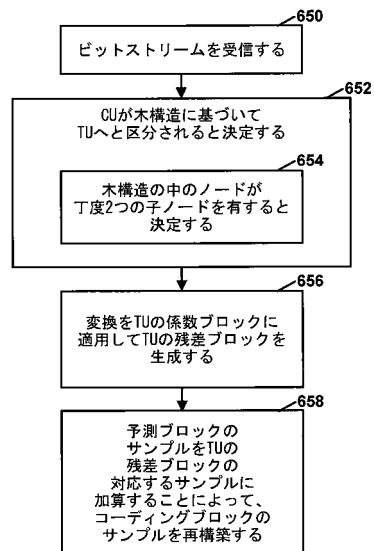 650
ビットストリームを受信する
652
CUが木構造に基づいて
TUへと区分されると決定する
654
木構造の中のノードが
丁度2つの子ノードを有すると
決定する
656
変換をTUの係数ブロックに
適用してTUの残差ブロックを
生成する
658
予測ブロックの
サンプルをTUの
残差ブロックの
対応するサンプルに
加算することによって、
コーディングブロックの
サンプルを再構築する